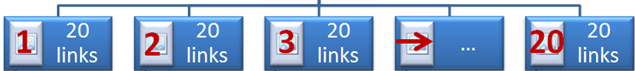 1 20 links
2 20 links
3 20 links
→ ...
20 20 links